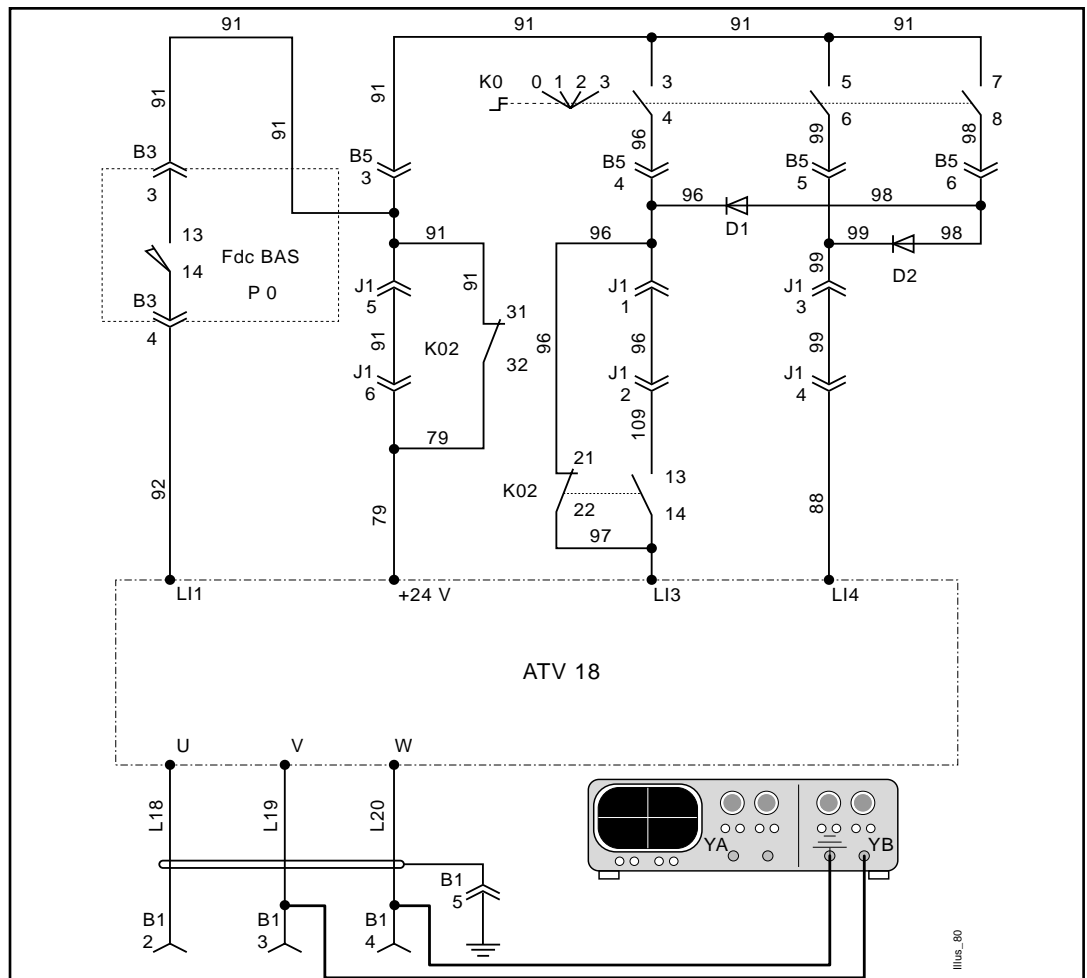 91 91 91 91
K0 0 1 2 3 3 5 7
4 6 8
91 91 91 96 99 98
B3 B5 B5 B5 B5
3 3 4 5 6
96 98
D1
13 91 96 99 98
Fdc BAS
14 D2
P 0 J1 91 J1 99 J1
B3 5 31 1 3
4 91 K02 96 96 99
32
J1 J1 J1
6 2 4
109
79
21 13
92 79 K02 88
22 14
97
LI1 +24 V LI3 LI4
ATV 18
U V W
L18 L19 L20
YA YB
B1
5
B1 B1 B1
2 3 4
Illus_80